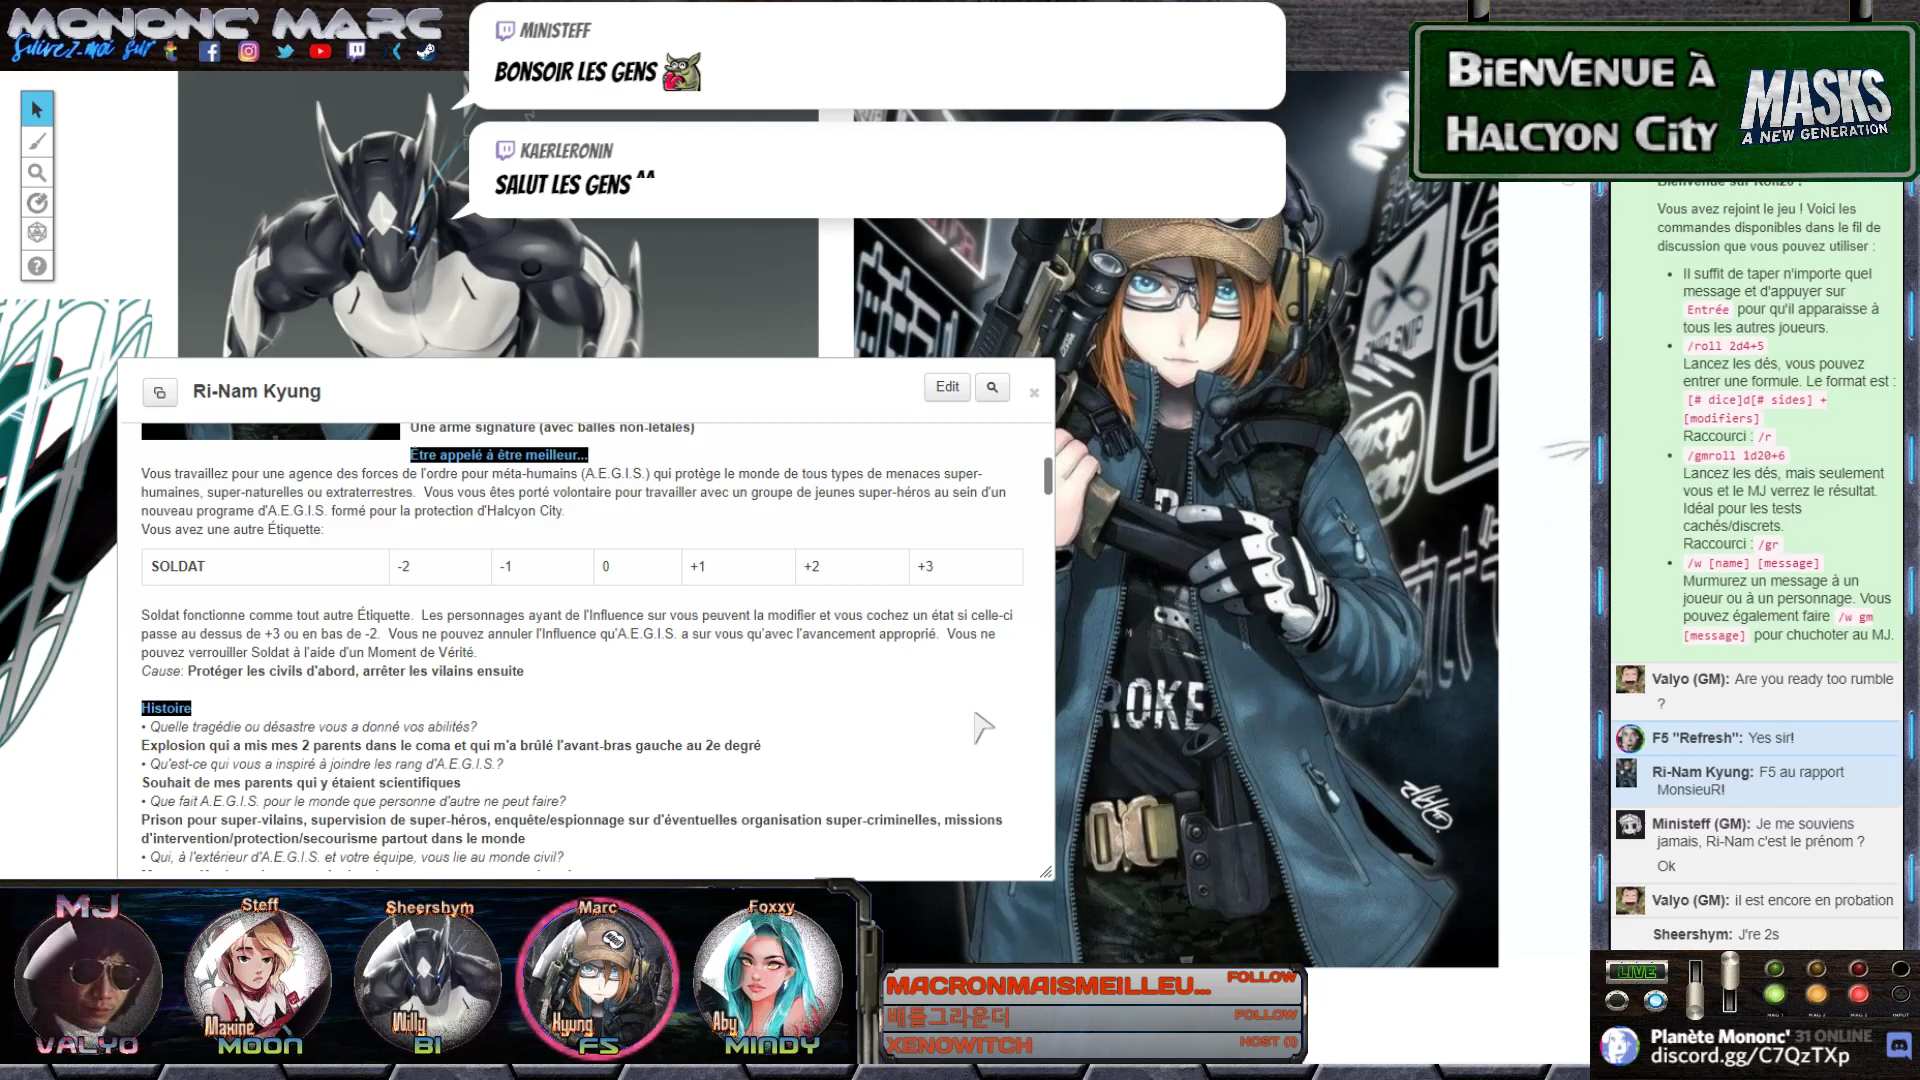 MONONC' MARC
Suivez-moi sur
MINISTEFF
BONSOIR LES GENS
KAERLERONIN
SALUT LES GENS ^^
BIENVENUE À
HALCYON CITY
MASKS
A NEW GENERATION
Bienvenue sur Roll20 !
Vous avez rejoint le jeu ! Voici les
commandes disponibles dans le fil de
discussion que vous pouvez utiliser :
• Il suffit de taper n'importe quel
message et d'appuyer sur
Entrée pour qu'il apparaisse à
tous les autres joueurs.
• /roll 2d4+5
Lancez les dés, vous pouvez
entrer une formule. Le format est :
[# dice]d[# sides] +
[modifiers]
Raccourci : /r
• /gmroll 1d20+6
Lancez les dés, mais seulement
vous et le MJ verrez le résultat.
Idéal pour les tests
cachés/discrets.
Raccourci : /gr
• /w [name] [message]
Murmurez un message à un
joueur ou à un personnage. Vous
pouvez également faire /w gm
[message] pour chuchoter au MJ.
Valyo (GM): Are you ready too rumble
?
F5 "Refresh": Yes sir!
Ri-Nam Kyung: F5 au rapport
MonsieuR!
Ministeff (GM): Je me souviens
jamais, Ri-Nam c'est le prénom ?
Ok
Valyo (GM): il est encore en probation
Sheershym: J're 2s
Ri-Nam Kyung
Edit
Une arme signature (avec balles non-létales)
Être appelé à être meilleur...
Vous travaillez pour une agence des forces de l'ordre pour méta-humains (A.E.G.I.S.) qui protège le monde de tous types de menaces super-
humaines, super-naturelles ou extraterrestres. Vous vous êtes porté volontaire pour travailler avec un groupe de jeunes super-héros au sein d'un
nouveau programe d'A.E.G.I.S. formé pour la protection d'Halcyon City.
Vous avez une autre Étiquette:
SOLDAT -2 -1 0 +1 +2 +3
Soldat fonctionne comme tout autre Étiquette. Les personnages ayant de l'Influence sur vous peuvent la modifier et vous cochez un état si celle-ci
passe au dessus de +3 ou en bas de -2. Vous ne pouvez annuler l'Influence qu'A.E.G.I.S. a sur vous qu'avec l'avancement approprié. Vous ne
pouvez verrouiller Soldat à l'aide d'un Moment de Vérité.
Cause: Protéger les civils d'abord, arrêter les vilains ensuite
Histoire
• Quelle tragédie ou désastre vous a donné vos abilités?
Explosion qui a mis mes 2 parents dans le coma et qui m'a brûlé l'avant-bras gauche au 2e degré
• Qu'est-ce qui vous a inspiré à joindre les rang d'A.E.G.I.S.?
Souhait de mes parents qui y étaient scientifiques
• Que fait A.E.G.I.S. pour le monde que personne d'autre ne peut faire?
Prison pour super-vilains, supervision de super-héros, enquête/espionnage sur d'éventuelles organisation super-criminelles, missions
d'intervention/protection/secourisme partout dans le monde
• Qui, à l'extérieur d'A.E.G.I.S. et votre équipe, vous lie au monde civil?
ROKE
MJ
VALYO
Steff
Maxine
MOON
Sheershym
Willy
BI
Marc
Kyung
F5
Foxxy
Aby
MINDY
MACRONMAISMEILLEU... FOLLOW
배틀그라운더 FOLLOW
XENOWITCH HOST (1)
LIVE
MAG 1 MAG 2 MAG 3 INPUT
Planète Mononc' 31 ONLINE
discord.gg/C7QzTXp